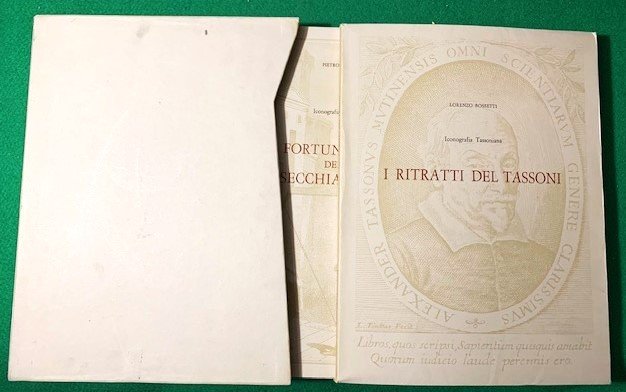 PIETRO
Iconografia
FORTUN
DE
SECCHIA
LORENZO BOSSETTI
Iconografia Tassoniana
I RITRATTI DEL TASSONI
ALEXANDER TASSONVS MVTINENSIS OMNI SCIENTIARVM GENERE CLARISSIMVS
Libros, quos scripsi, Sapientum quisquis amabit
Quorum iudicio laude perennis ero.